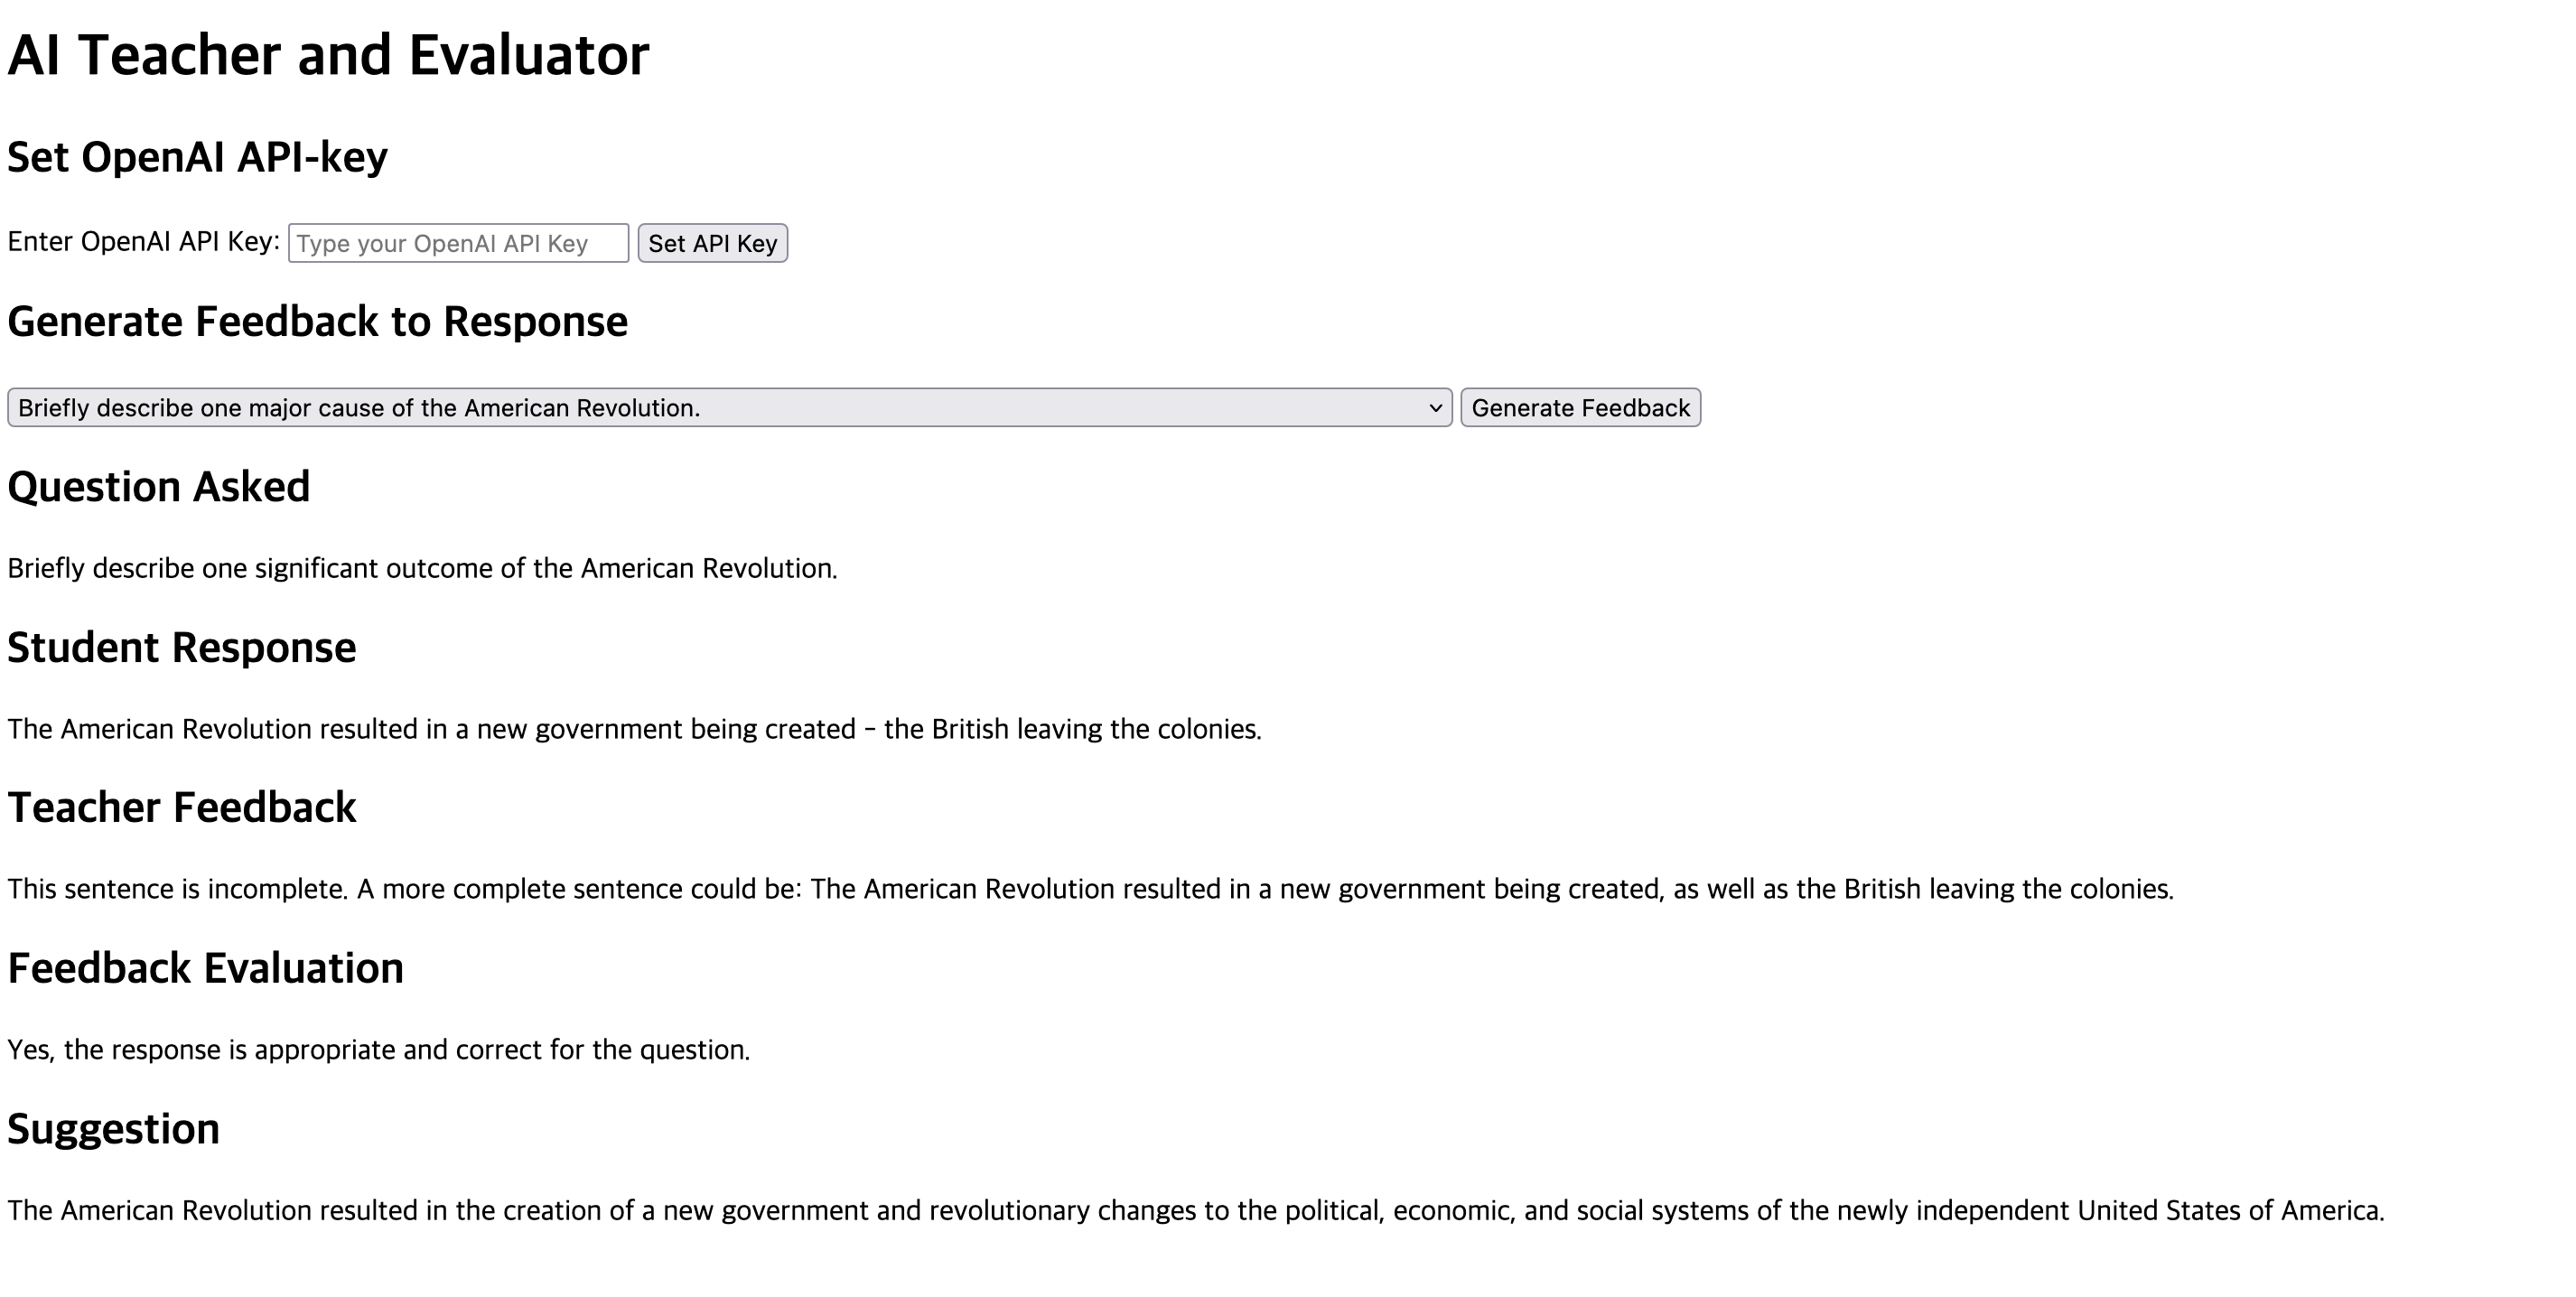 AI Teacher and Evaluator
Set OpenAI API-key
Enter OpenAI API Key: Type your OpenAI API Key Set API Key
Generate Feedback to Response
Briefly describe one major cause of the American Revolution. Generate Feedback
Question Asked
Briefly describe one significant outcome of the American Revolution.
Student Response
The American Revolution resulted in a new government being created – the British leaving the colonies.
Teacher Feedback
This sentence is incomplete. A more complete sentence could be: The American Revolution resulted in a new government being created, as well as the British leaving the colonies.
Feedback Evaluation
Yes, the response is appropriate and correct for the question.
Suggestion
The American Revolution resulted in the creation of a new government and revolutionary changes to the political, economic, and social systems of the newly independent United States of America.